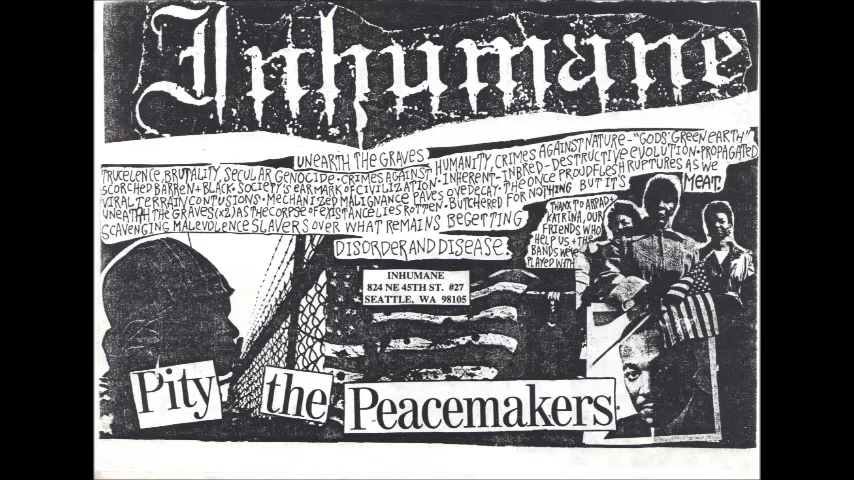 Inhumane
UNEARTH THE GRAVES
TRUCELENCE, BRUTALITY, SECULAR GENOCIDE • CRIMES AGAINST HUMANITY, CRIMES AGAINST NATURE - "GODS' GREEN EARTH"
SCORCHED BARREN • BLACK • SOCIETY'S EARMARK OF CIVILIZATION • INHERENT - INBRED - DESTRUCTIVE EVOLUTION • PROPAGATED
VIRAL TERRAIN CONTUSIONS • MECHANIZED MALIGNANCE PAVES OVE DECAY • THE ONCE PROUD FLESH RUPTURES AS WE
UNEATH THE GRAVES (x2) AS THE CORPSE OF EXISTANCE LIES ROTTEN • BUTCHERED FOR NOTHING BUT IT'S MEAT.
SCAVENGING MALEVOLENCE SLAVERS OVER WHAT REMAINS BEGETTING
DISORDER AND DISEASE.
THANX TO ARPAD +
KATRINA, OUR
FRIENDS WHO
HELP US + THE
BANDS WE'VE
PLAYED WITH
INHUMANE
824 NE 45TH ST. #27
SEATTLE, WA 98105
Pity the Peacemakers